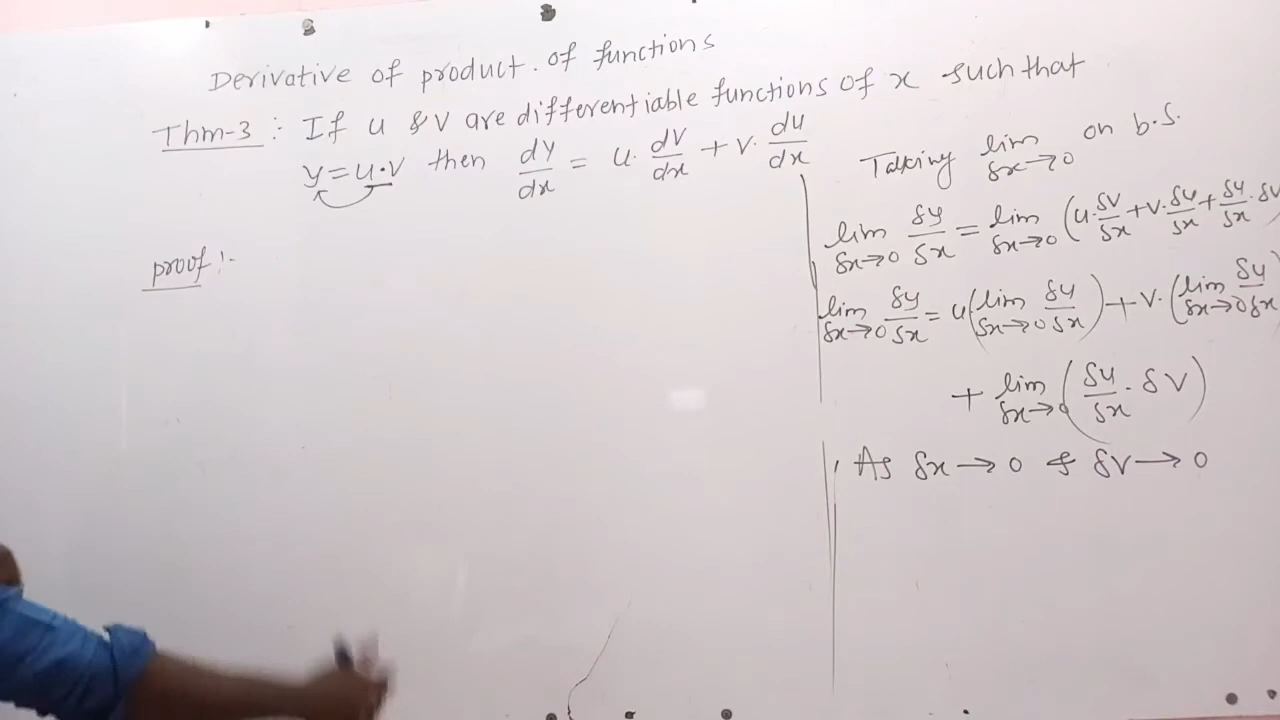 Derivative of product. of functions
Thm-3 : If u & v are differentiable functions of x such that
y = u·v then dy/dx = u· dv/dx + v· du/dx
proof :-
Talking lim δx→0 on b.s.
lim δx→0 δy/δx = lim δx→0 (u·δv/δx + v·δu/δx + δu/δx · δv
lim δx→0 δy/δx = u(lim δx→0 δy/δx) + v·(lim δx→0 δy/δx)
+ lim δx→0 (δu/δx · δv)
As δx → 0 & δv → 0